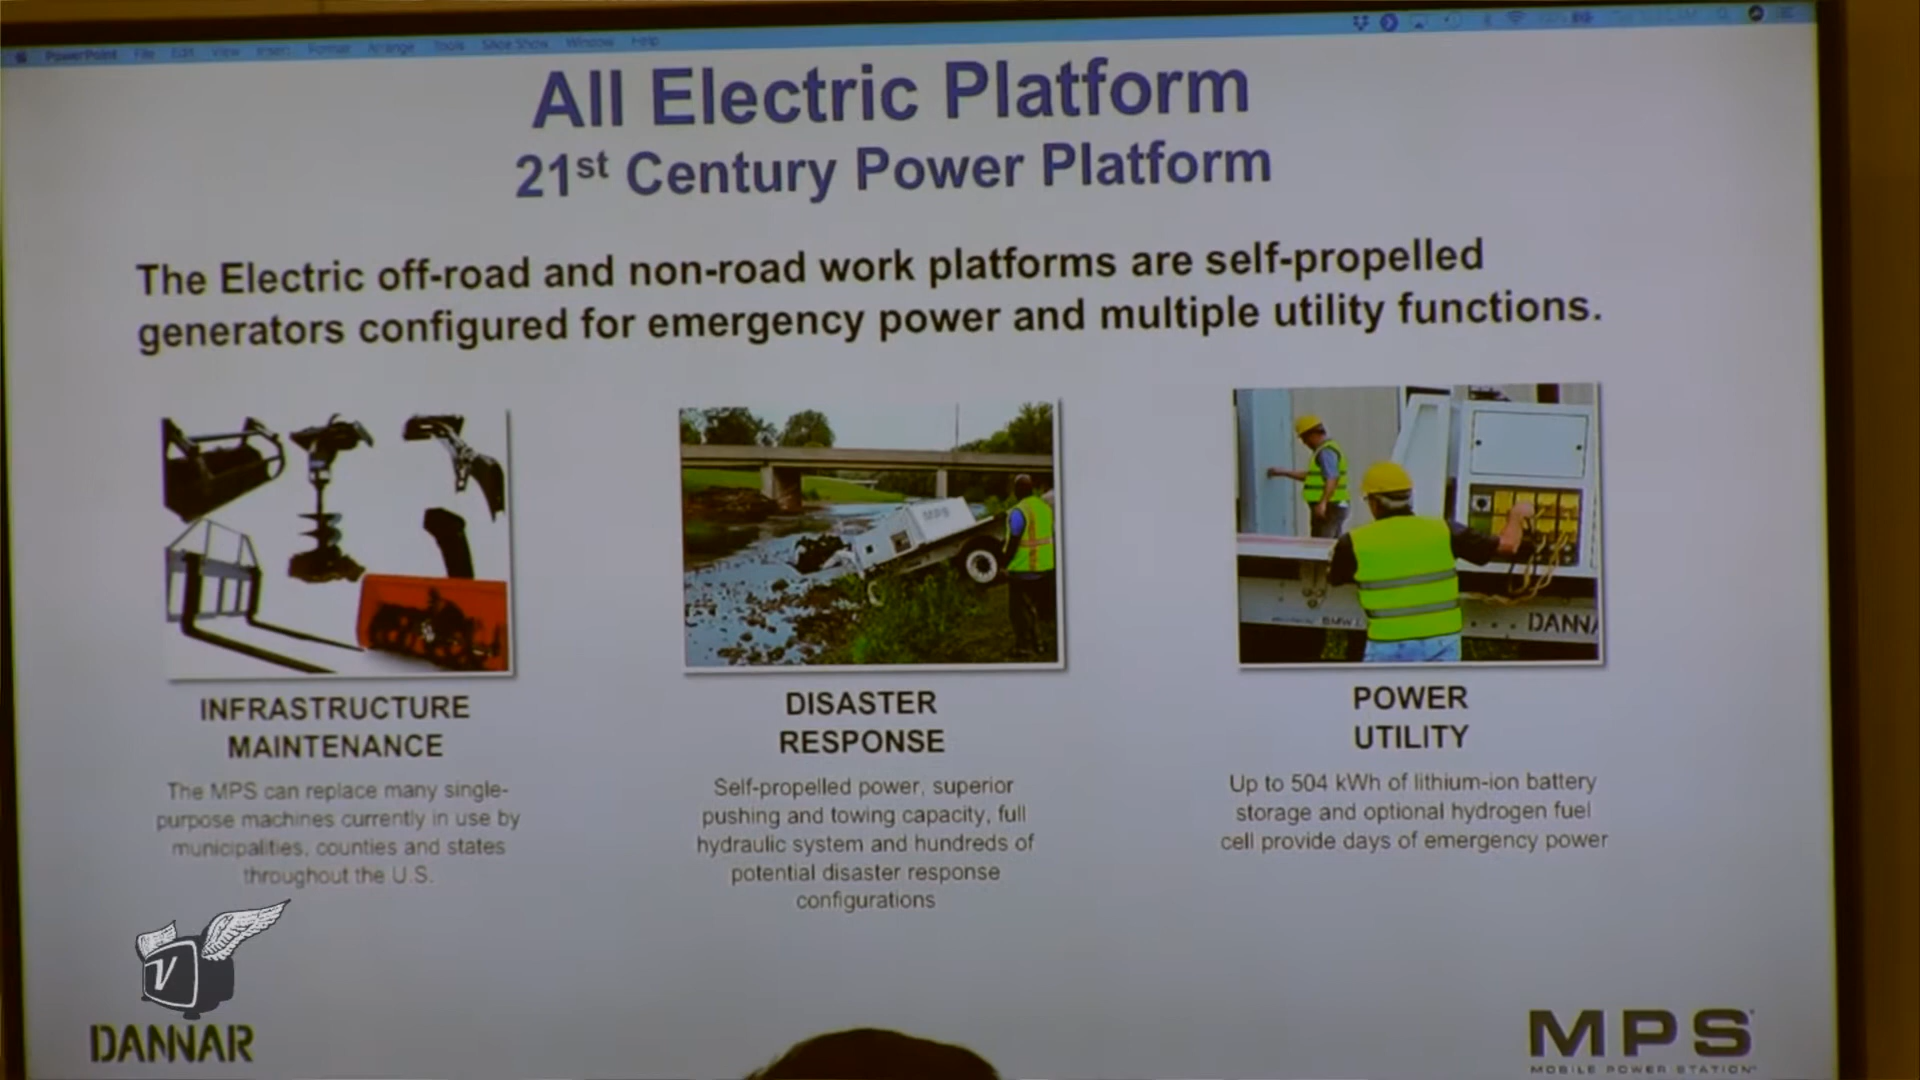 PowerPoint File Edit View Insert Format Arrange Tools Slide Show Window Help
All Electric Platform
21st Century Power Platform
The Electric off-road and non-road work platforms are self-propelled
generators configured for emergency power and multiple utility functions.
MPS
DANNA
BMW
INFRASTRUCTURE
MAINTENANCE
The MPS can replace many single-
purpose machines currently in use by
municipalities, counties and states
throughout the U.S.
DISASTER
RESPONSE
Self-propelled power, superior
pushing and towing capacity, full
hydraulic system and hundreds of
potential disaster response
configurations
POWER
UTILITY
Up to 504 kWh of lithium-ion battery
storage and optional hydrogen fuel
cell provide days of emergency power
V
DANNAR
MPS
MOBILE POWER STATION